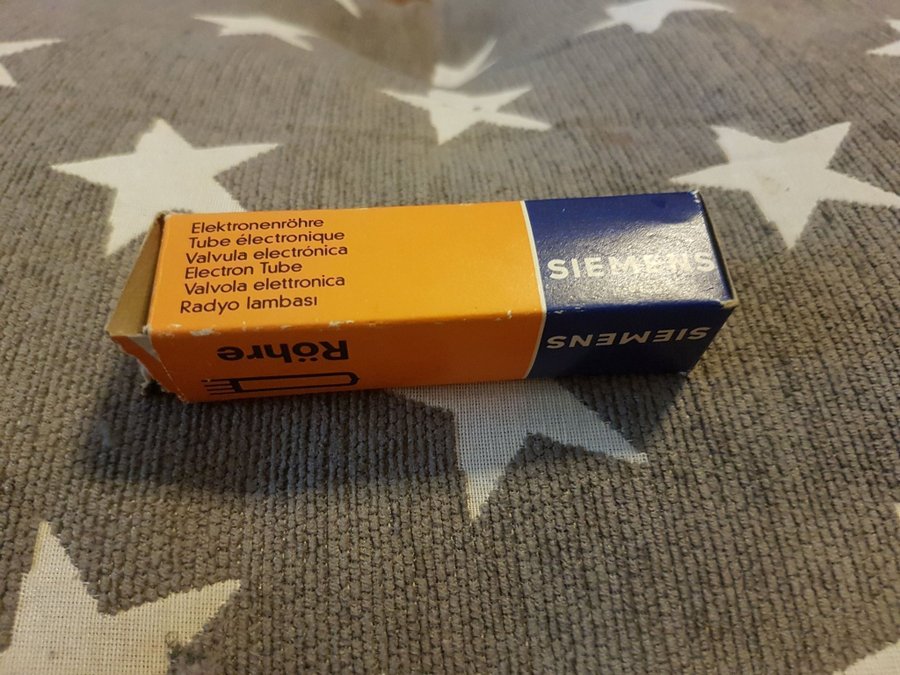 Elektronenröhre
Tube électronique
Valvula electrónica
Electron Tube
Valvola elettronica
Radyo lambası
SIEMENS
SIEMENS
Röhre